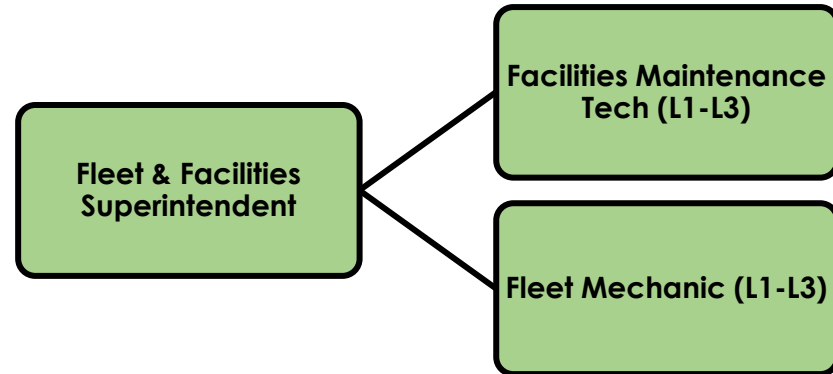 Fleet & Facilities
Superintendent
Facilities Maintenance
Tech (L1-L3)
Fleet Mechanic (L1-L3)